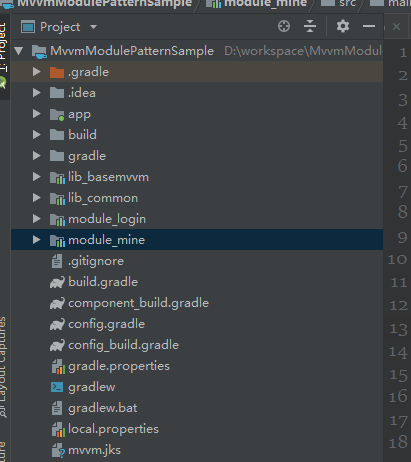 MvvmModulePatternSample module_mine src mai
Project
MvvmModulePatternSample D:\workspace\MvvmModul
.gradle
.idea
app
build
gradle
lib_basemvvm
lib_common
module_login
module_mine
.gitignore
build.gradle
component_build.gradle
config.gradle
config_build.gradle
gradle.properties
gradlew
gradlew.bat
local.properties
mvvm.jks
1
2
3
4
5
6
7
8
9
10
11
12
13
14
15
16
17
18
1: Project
Layout Captures